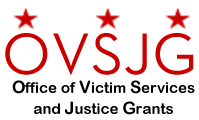 OVSJG
Office of Victim Services
and Justice Grants